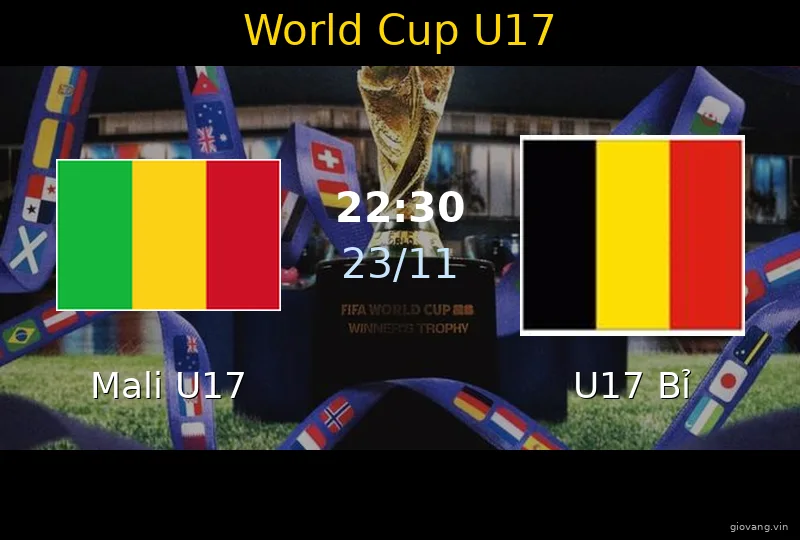 World Cup U17
22:30
23/11
FIFA WORLD CUP
WINNER'S TROPHY
Mali U17
U17 Bỉ
giovang.vin